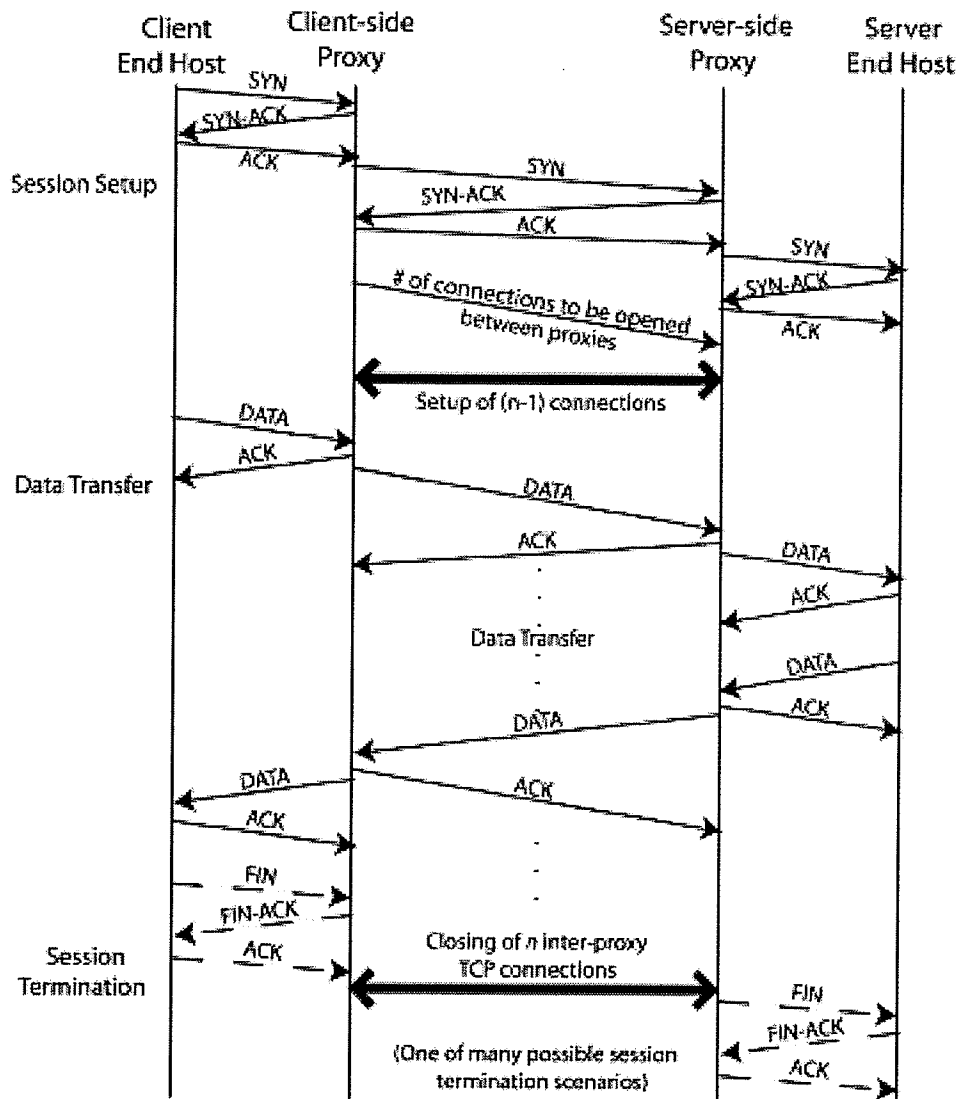 Client
End Host
Client-side
Proxy
Server-side
Proxy
Server
End Host
SYN
SYN-ACK
ACK
Session Setup
SYN
SYN-ACK
ACK
SYN
SYN-ACK
ACK
# of connections to be opened
between proxies
Setup of (n-1) connections
DATA
ACK
Data Transfer
DATA
ACK
DATA
ACK
Data Transfer
DATA
ACK
DATA
DATA
ACK
ACK
FIN
FIN-ACK
ACK
Session
Termination
Closing of n inter-proxy
TCP connections
FIN
FIN-ACK
ACK
(One of many possible session
termination scenarios)